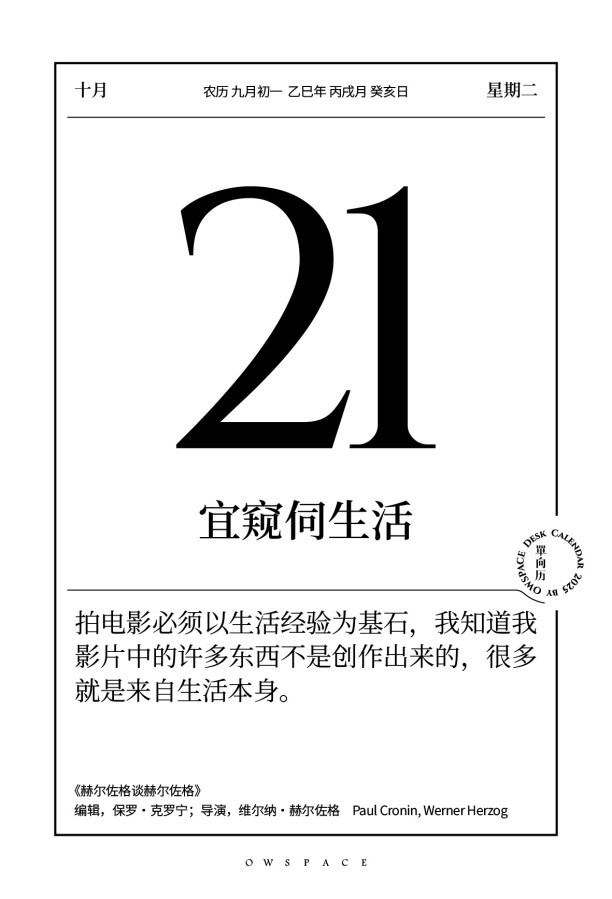 十月
农历 九月初一 乙巳年 丙戌月 癸亥日
星期二
21
宜窥伺生活
單向历
OWSPACE DESK CALENDAR 2025 BY
拍电影必须以生活经验为基石，我知道我
影片中的许多东西不是创作出来的，很多
就是来自生活本身。
《赫尔佐格谈赫尔佐格》
编辑，保罗·克罗宁；导演，维尔纳·赫尔佐格 Paul Cronin, Werner Herzog
OWSPACE